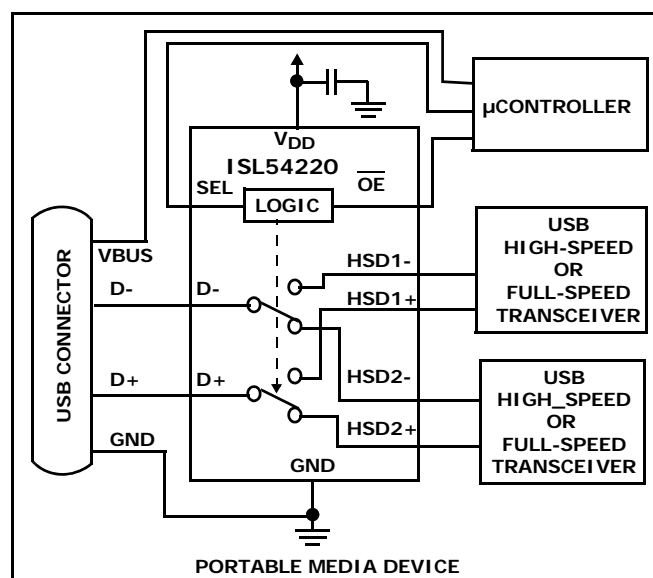 VDD
ISL54220
SEL
OE
LOGIC
µCONTROLLER
USB CONNECTOR
VBUS
D-
D-
D+
D+
GND
HSD1-
HSD1+
HSD2-
HSD2+
GND
USB
HIGH-SPEED
OR
FULL-SPEED
TRANSCEIVER
USB
HIGH_SPEED
OR
FULL-SPEED
TRANSCEIVER
PORTABLE MEDIA DEVICE